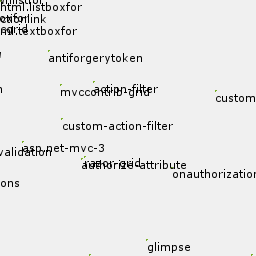 html.listboxfor
actionlink
html.textboxfor
antiforgerytoken
action-filter
mvccontrib-grid
custom
custom-action-filter
asp.net-mvc-3
validation
razor-grid
authorize-attribute
onauthorization
ons
glimpse